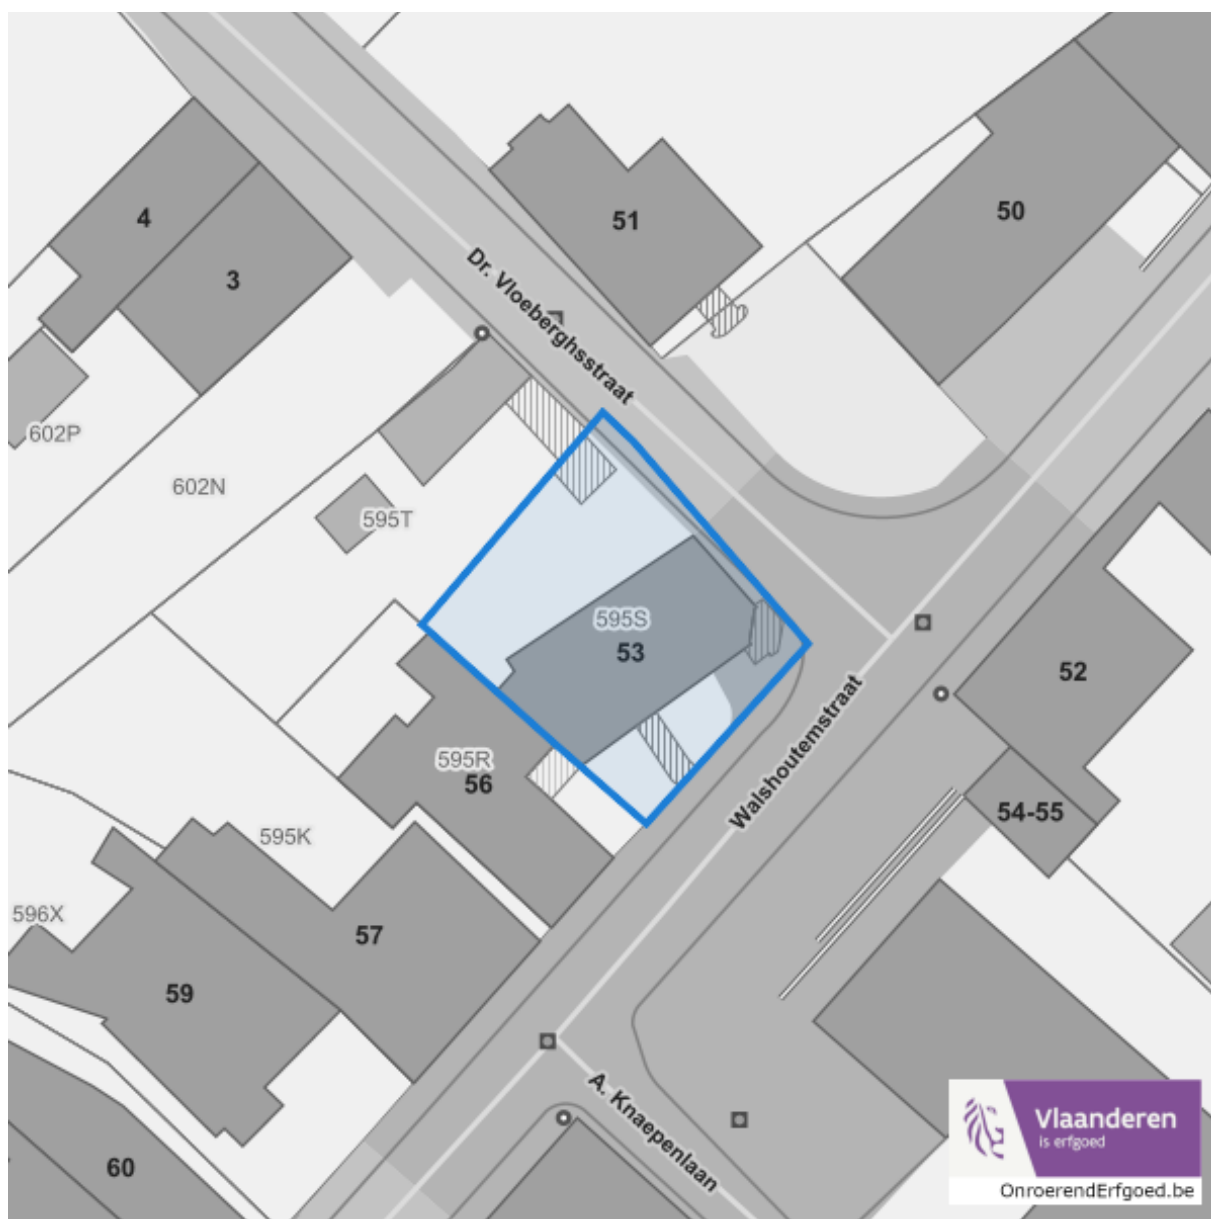 4
3
51
50
Dr. Vloeberghsstraat
602P
602N
595T
595S
53
52
Walshoutemstraat
595R
56
54-55
595K
596X
57
59
A. Knaepenlaan
60
Vlaanderen
is erfgoed
OnroerendErfgoed.be